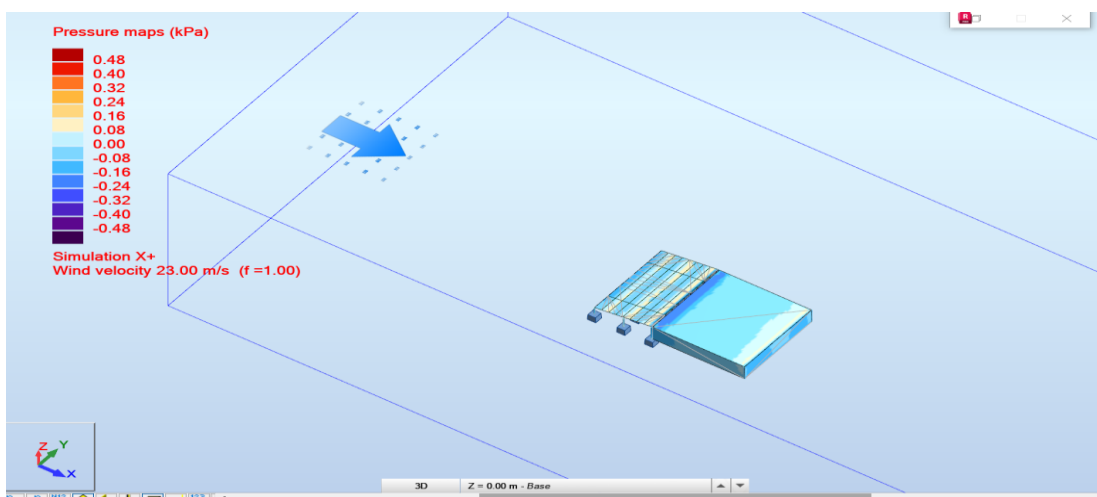 Pressure maps (kPa)
0.48
0.40
0.32
0.24
0.16
0.08
0.00
-0.08
-0.16
-0.24
-0.32
-0.40
-0.48
Simulation X+
Wind velocity 23.00 m/s (f =1.00)
R
Z
Y
X
3D
Z = 0.00 m - Base